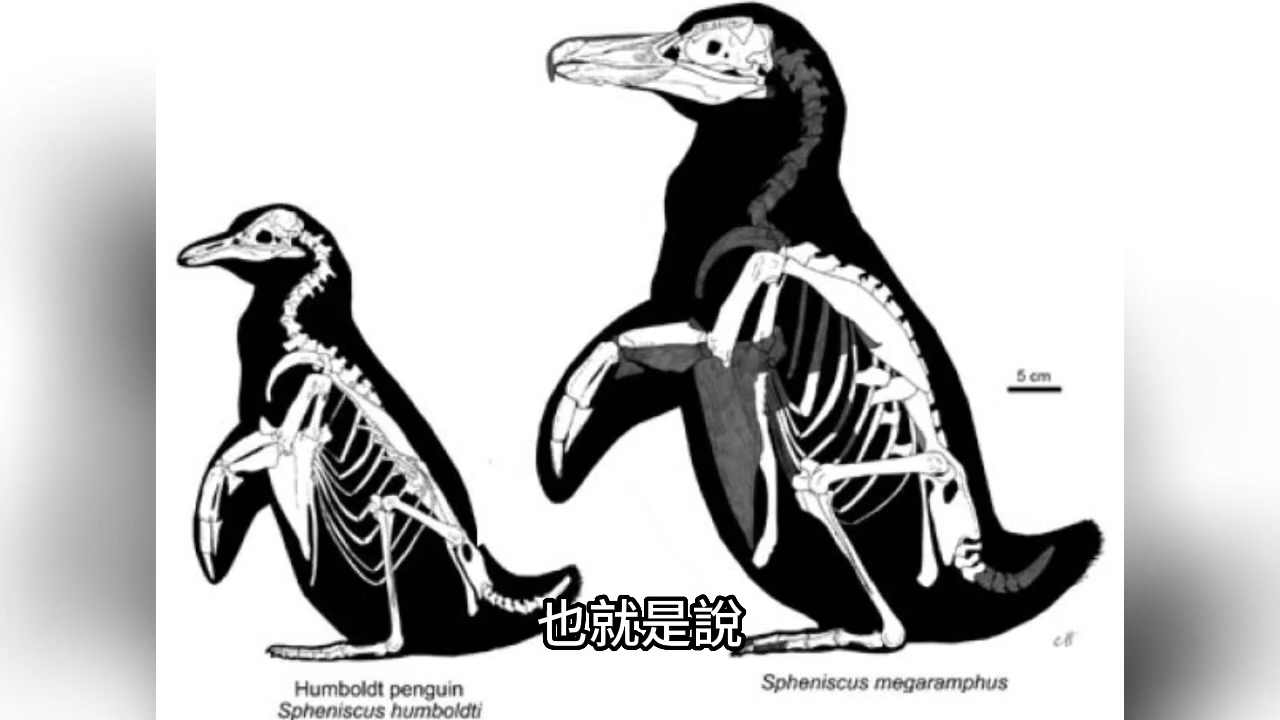 5 cm
也就是說
Humboldt penguin
Spheniscus humboldti
Spheniscus megaramphus